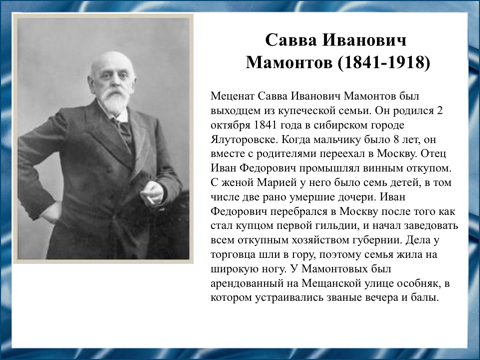 Савва Иванович
Мамонтов (1841-1918)
Меценат Савва Иванович Мамонтов был
выходцем из купеческой семьи. Он родился 2
октября 1841 года в сибирском городе
Ялуторовске. Когда мальчику было 8 лет, он
вместе с родителями переехал в Москву. Отец
Иван Федорович промышлял винным откупом.
С женой Марией у него было семь детей, в том
числе две рано умершие дочери. Иван
Федорович перебрался в Москву после того как
стал купцом первой гильдии, и начал заведовать
всем откупным хозяйством губернии. Дела у
торговца шли в гору, поэтому семья жила на
широкую ногу. У Мамонтовых был
арендованный на Мещанской улице особняк, в
котором устраивались званые вечера и балы.